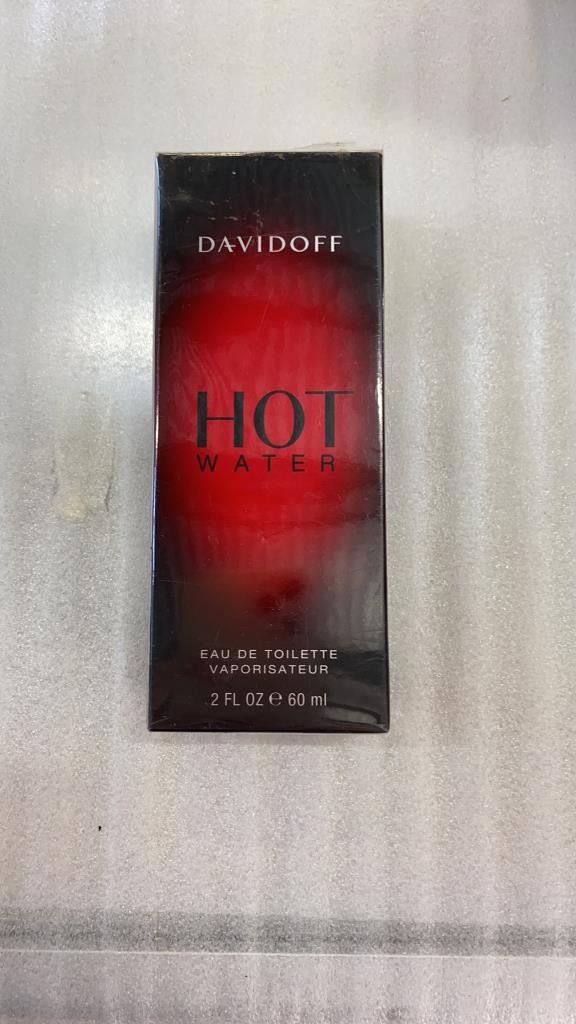 DAVIDOFF
HOT
WATER
EAU DE TOILETTE
VAPORISATEUR
2 FL OZ ℮ 60 ml